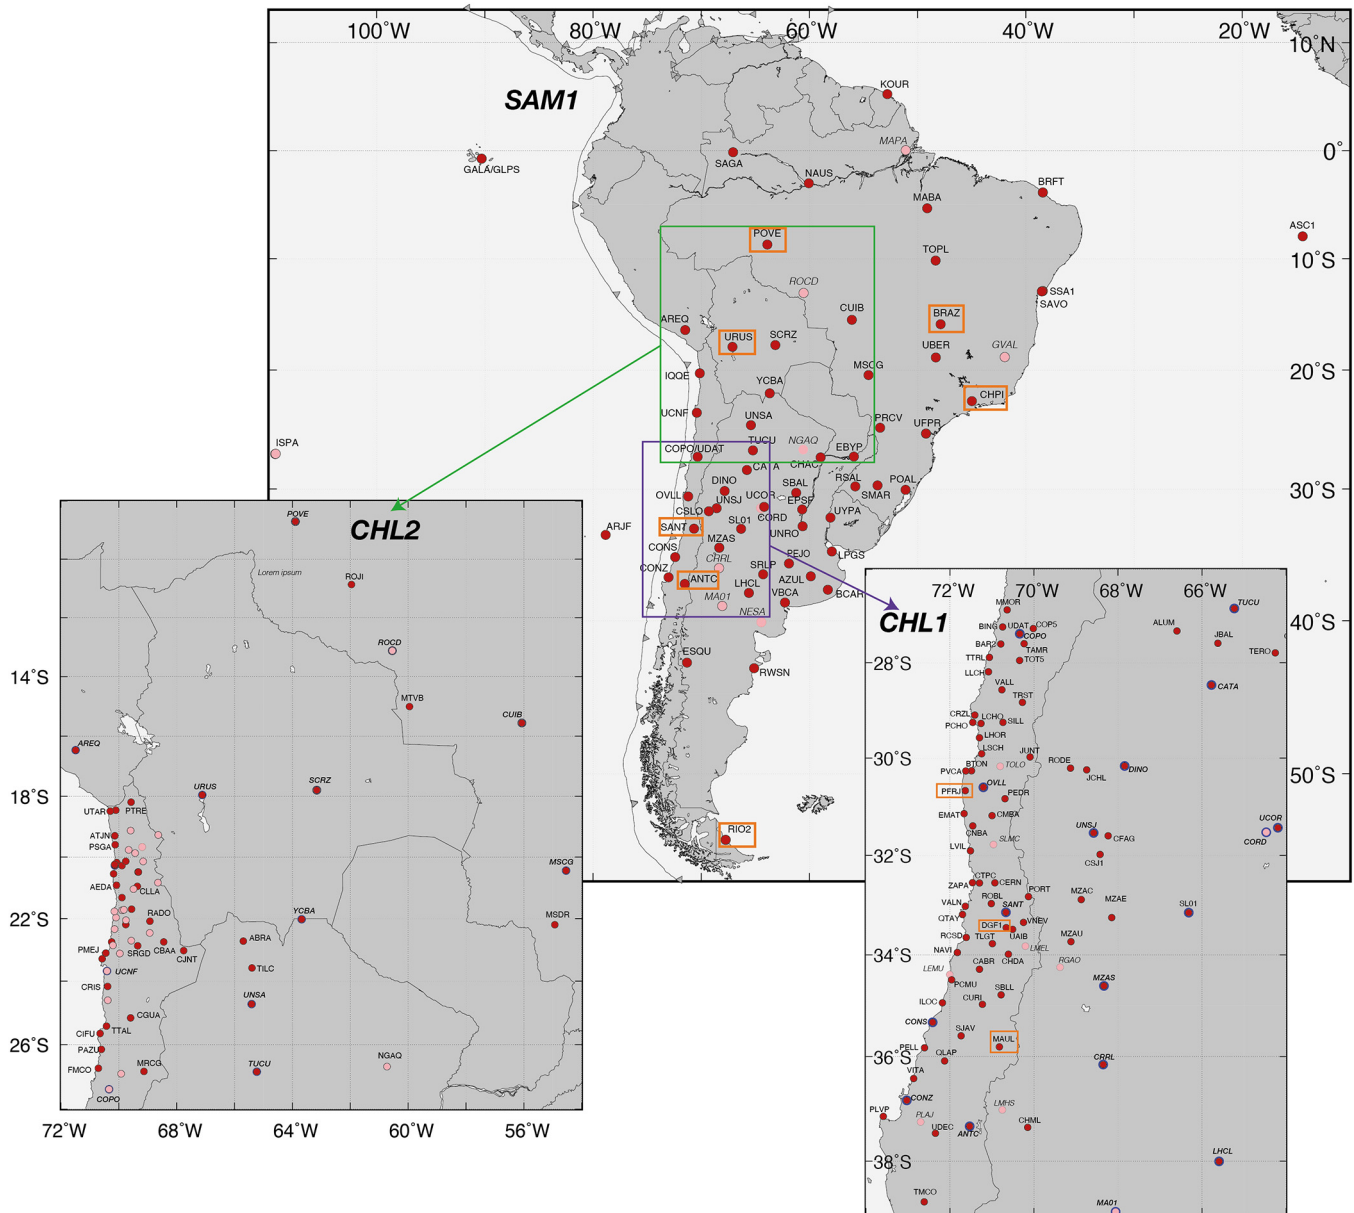 100°W 80°W 60°W 40°W 20°W
10°N
SAM1
KOUR
MAPA
0°
SAGA
GALA/GLPS
NAUS
BRFT
MABA
ASC1
POVE
TOPL
10°S
ROCD
SSA1
SAVO
CUIB
AREQ
BRAZ
URUS
SCRZ
UBER
GVAL
MSCG
IQQE
20°S
YCBA
CHPI
UCNF
UNSA
PRCV
UFPR
ISPA
COPO/UDAT
TUCU
NGAQ
EBYP
CHAC
CATA
DINO
SBAL
RSAL
POAL
30°S
OVLL
UCOR
EPSF
SMAR
UNSJ
CSLO
CORD
UYPA
SANT
SL01
UNRO
ARJF
MZAS
CONS
PEJO
LPGS
CRRL
SRLP
CONZ
ANTC
LHCL
AZUL
VBCA
BCAR
MA01
NESA
40°S
ESQU
RWSN
50°S
RIO2
CHL2
POVE
Lorem ipsum
ROJI
ROCD
14°S
MTVB
CUIB
AREQ
URUS
SCRZ
18°S
UTAR
PTRE
ATJN
PSGA
MSCG
AEDA
CLLA
22°S
RADO
YCBA
MSDR
ABRA
PMEJ
SRGD
CBAA
CJNT
UCNF
TILC
CRIS
UNSA
CGUA
TTAL
CIFU
26°S
PAZU
FMCO
MRCG
TUCU
NGAQ
COPO
72°W 68°W 64°W 60°W 56°W
CHL1
72°W 70°W 68°W 66°W
MMOR
TUCU
BING
UDAT
COP5
COPO
ALUM
BAR2
TAMR
JBAL
TERO
TTRL
TOT5
28°S
LLCH
VALL
CATA
TRST
CRZL
LCHO
PCHO
SILL
LHOR
LSCH
JUNT
30°S
BTON
TOLO
RODE
DINO
PVCA
JCHL
OVLL
PFRJ
PEDR
EMAT
CMBA
UCOR
CNBA
UNSJ
CFAG
CORD
SLMC
LVIL
CSJ1
32°S
CTPC
ZAPA
CERN
ROBL
PORT
MZAC
MZAE
VALN
SANT
SL01
QTAY
DGF1
VNEV
RCSD
TLGT
UAIB
MZAU
NAVI
LMEL
34°S
CHDA
RGAO
LEMU
CABR
PCMU
MZAS
SBLL
ILOC
CURI
CONS
SJAV
MAUL
PELL
36°S
QLAP
CRRL
VITA
CONZ
LMHS
PLVP
PLAJ
UDEC
ANTC
CHML
LHCL
38°S
TMCO
MA01